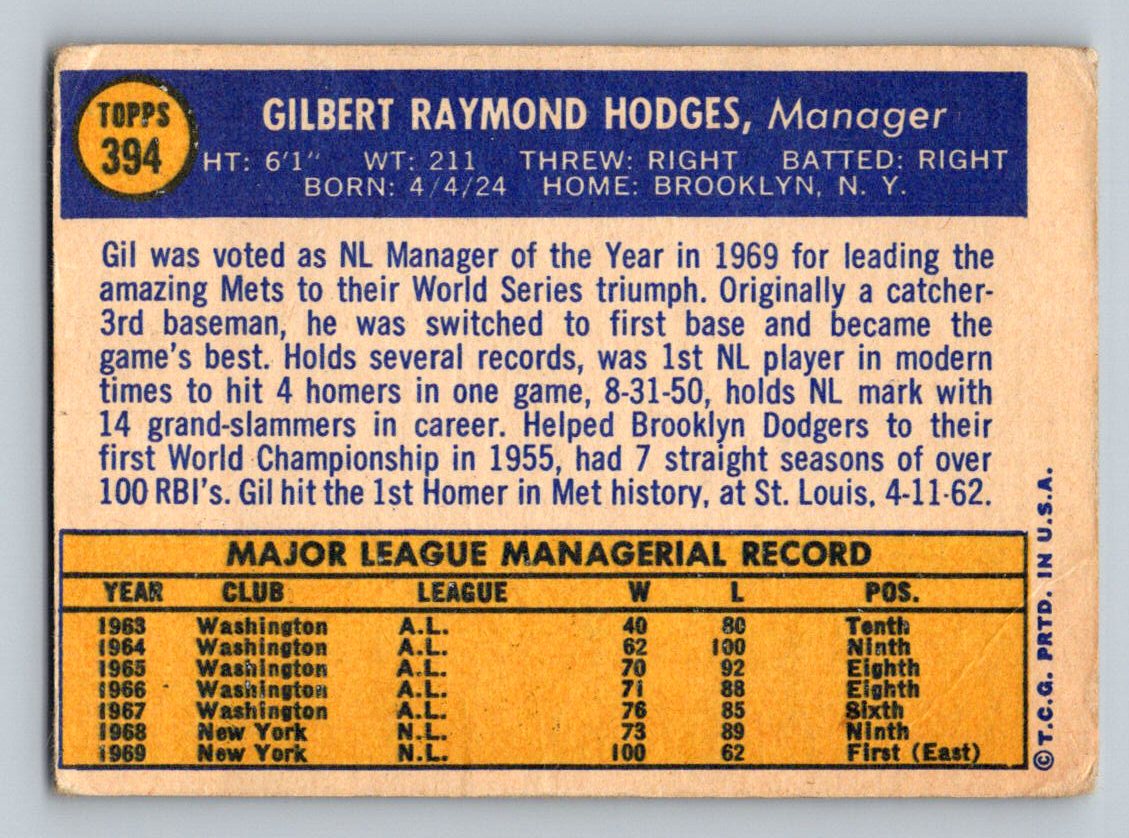 TOPPS
394
GILBERT RAYMOND HODGES, Manager
HT: 6'1" WT: 211 THREW: RIGHT BATTED: RIGHT
BORN: 4/4/24 HOME: BROOKLYN, N. Y.
Gil was voted as NL Manager of the Year in 1969 for leading the
amazing Mets to their World Series triumph. Originally a catcher-
3rd baseman, he was switched to first base and became the
game's best. Holds several records, was 1st NL player in modern
times to hit 4 homers in one game, 8-31-50, holds NL mark with
14 grand-slammers in career. Helped Brooklyn Dodgers to their
first World Championship in 1955, had 7 straight seasons of over
100 RBI's. Gil hit the 1st Homer in Met history, at St. Louis, 4-11-62.
MAJOR LEAGUE MANAGERIAL RECORD
YEAR CLUB LEAGUE W L POS.
1963 Washington A.L. 40 80 Tenth
1964 Washington A.L. 62 100 Ninth
1965 Washington A.L. 70 92 Eighth
1966 Washington A.L. 71 88 Eighth
1967 Washington A.L. 76 85 Sixth
1968 New York N.L. 73 89 Ninth
1969 New York N.L. 100 62 First (East)
© T.C.G. PRTD. IN U.S.A.